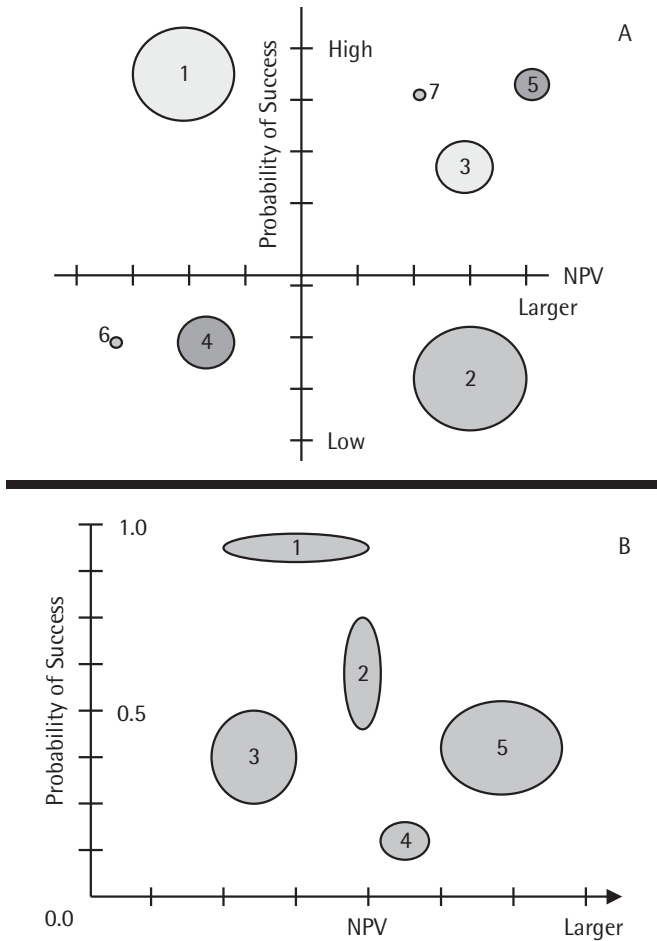 A
High
Probability of Success
1
7
5
3
NPV
Larger
6
4
2
Low
B
1.0
Probability of Success
1
2
0.5
3
5
4
0.0
NPV
Larger